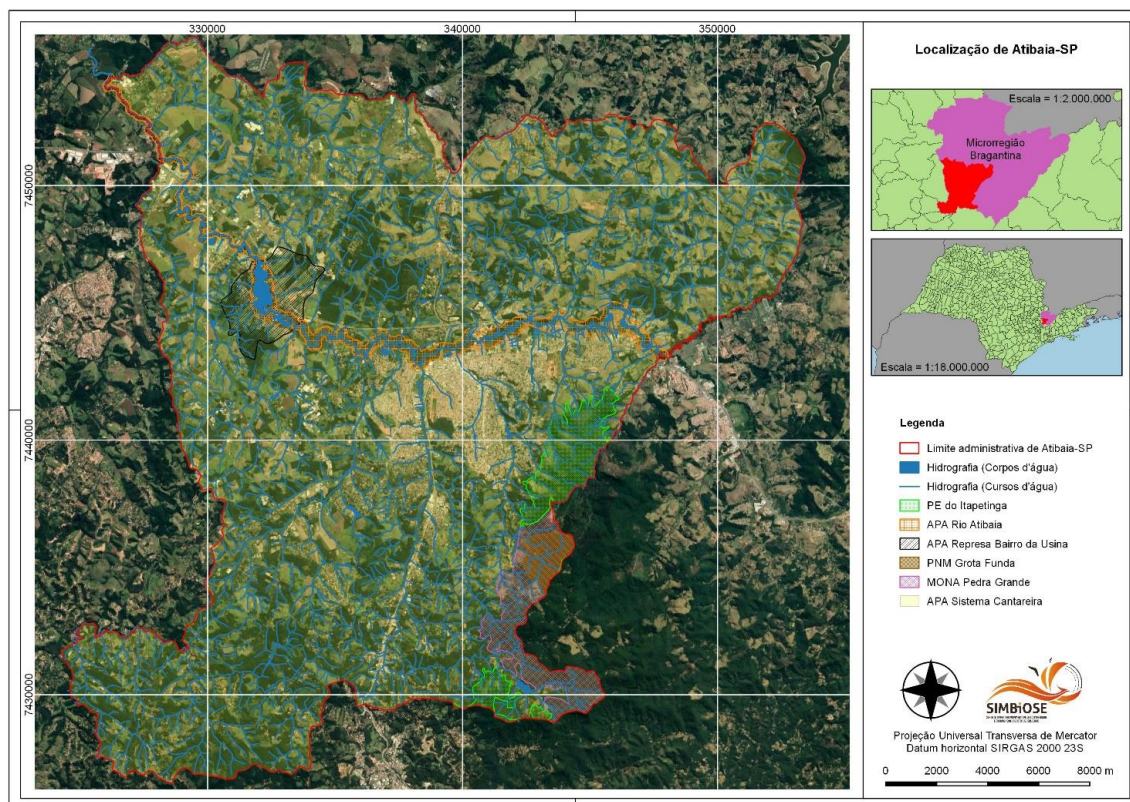 330000
340000
350000
7450000
7440000
7430000
Localização de Atibaia-SP
Escala = 1:2.000.000
Microrregião
Bragantina
Escala = 1:18.000.000
Legenda
Limite administrativa de Atibaia-SP
Hidrografia (Corpos d'água)
Hidrografia (Cursos d'água)
PE do Itapetinga
APA Rio Atibaia
APA Represa Bairro da Usina
PNM Grota Funda
MONA Pedra Grande
APA Sistema Cantareira
SIMBiOSE
Projeção Universal Transversa de Mercator
Datum horizontal SIRGAS 2000 23S
0 2000 4000 6000 8000 m